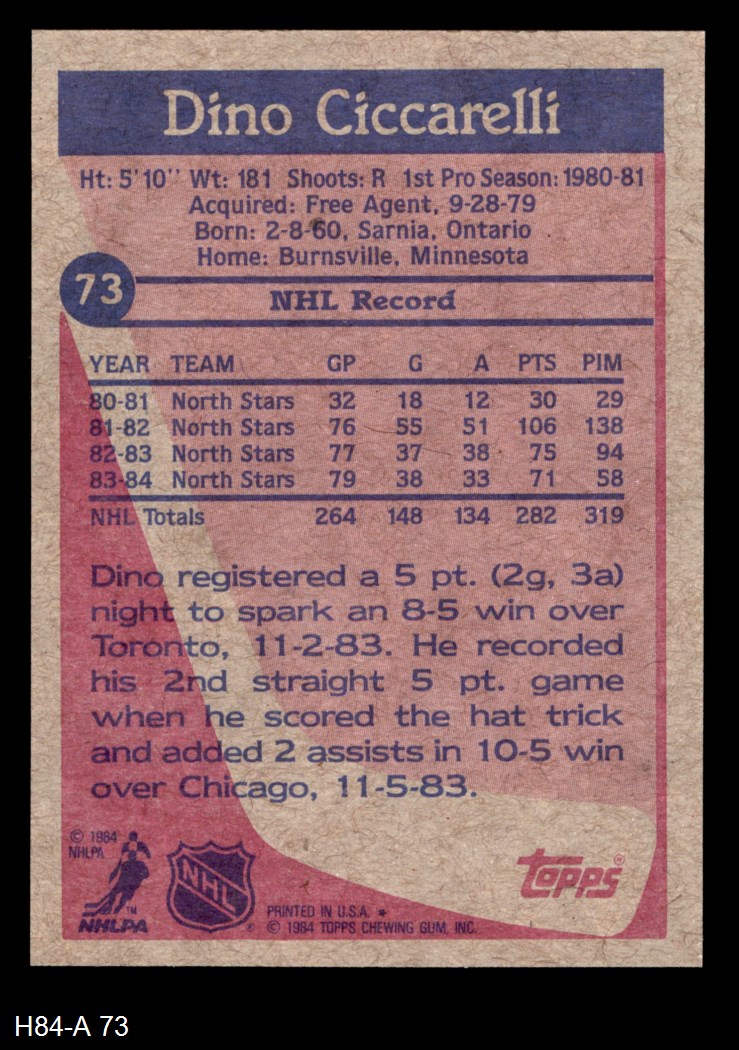 Dino Ciccarelli
Ht: 5'10" Wt: 181 Shoots: R 1st Pro Season: 1980-81
Acquired: Free Agent, 9-28-79
Born: 2-8-60, Sarnia, Ontario
Home: Burnsville, Minnesota
73
NHL Record
YEAR TEAM GP G A PTS PIM
80-81 North Stars 32 18 12 30 29
81-82 North Stars 76 55 51 106 138
82-83 North Stars 77 37 38 75 94
83-84 North Stars 79 38 33 71 58
NHL Totals 264 148 134 282 319
Dino registered a 5 pt. (2g, 3a)
night to spark an 8-5 win over
Toronto, 11-2-83. He recorded
his 2nd straight 5 pt. game
when he scored the hat trick
and added 2 assists in 10-5 win
over Chicago, 11-5-83.
© 1984
NHLPA
TM
NHLPA
NHL
®
PRINTED IN U.S.A. *
© 1984 TOPPS CHEWING GUM, INC.
Topps®
H84-A 73